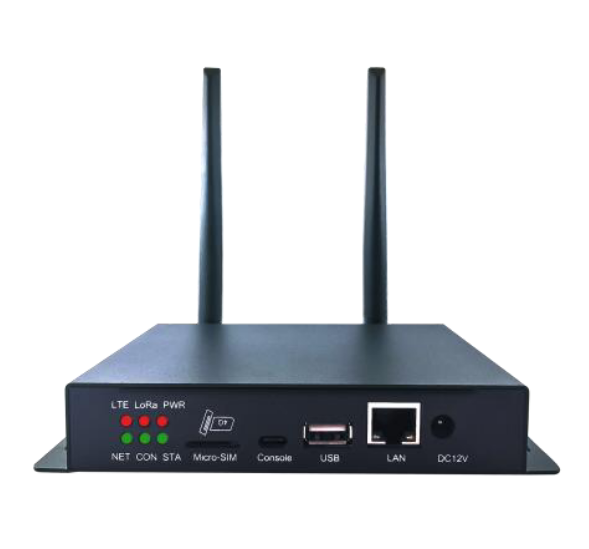 LTE LoRa PWR
NET CON STA
Micro-SIM
Console
USB
LAN
DC12V